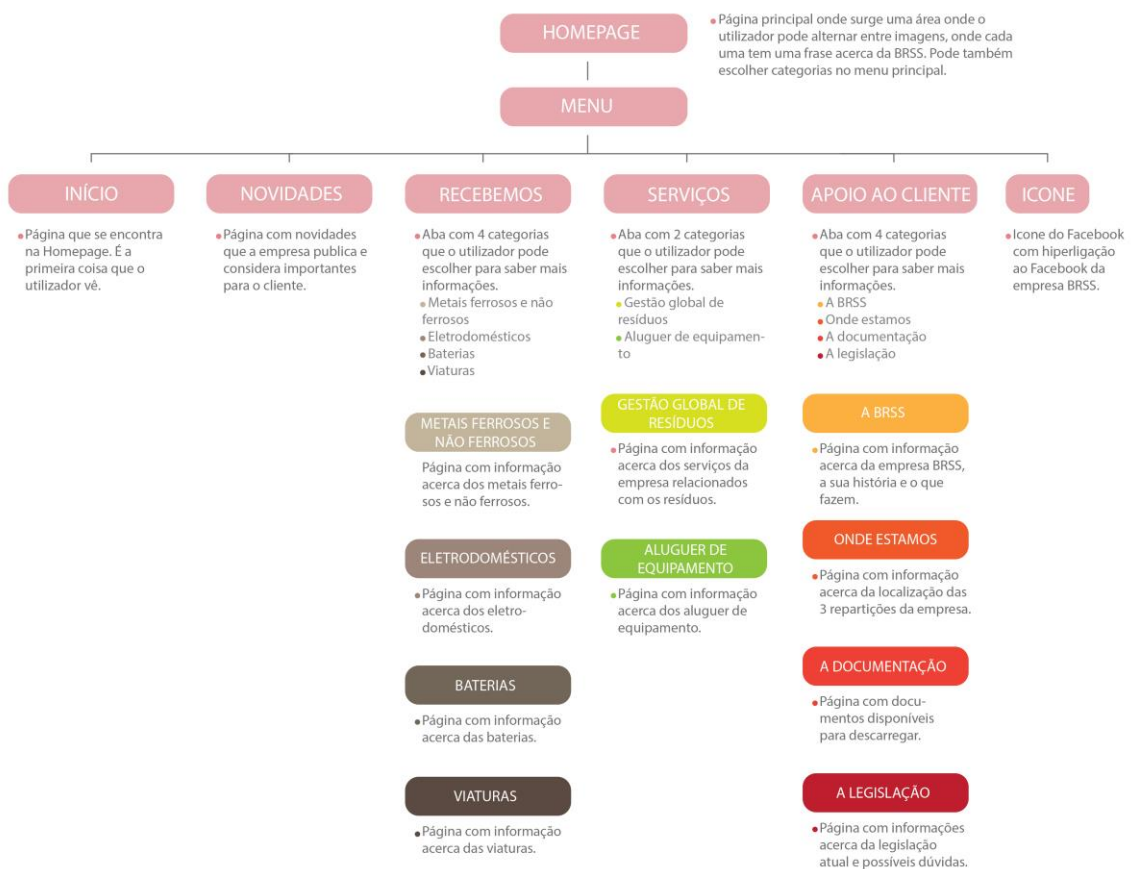 HOMEPAGE
Página principal onde surge uma área onde o
utilizador pode alternar entre imagens, onde cada
uma tem uma frase acerca da BRSS. Pode também
escolher categorias no menu principal.
MENU
INÍCIO
Página que se encontra
na Homepage. É a
primeira coisa que o
utilizador vê.
NOVIDADES
Página com novidades
que a empresa publica e
considera importantes
para o cliente.
RECEBEMOS
Aba com 4 categorias
que o utilizador pode
escolher para saber mais
informações.
Metais ferrosos e não
ferrosos
Eletrodomésticos
Baterias
Viaturas
METAIS FERROSOS E
NÃO FERROSOS
Página com informação
acerca dos metais ferro-
sos e não ferrosos.
ELETRODOMÉSTICOS
Página com informação
acerca dos eletro-
domésticos.
BATERIAS
Página com informação
acerca das baterias.
VIATURAS
Página com informação
acerca das viaturas.
SERVIÇOS
Aba com 2 categorias
que o utilizador pode
escolher para saber mais
informações.
Gestão global de
resíduos
Aluguer de equipamen-
to
GESTÃO GLOBAL DE
RESÍDUOS
Página com informação
acerca dos serviços da
empresa relacionados
com os resíduos.
ALUGUER DE
EQUIPAMENTO
Página com informação
acerca dos aluguer de
equipamento.
APOIO AO CLIENTE
Aba com 4 categorias
que o utilizador pode
escolher para saber mais
informações.
A BRSS
Onde estamos
A documentação
A legislação
A BRSS
Página com informação
acerca da empresa BRSS,
a sua história e o que
fazem.
ONDE ESTAMOS
Página com informação
acerca da localização das
3 repartições da empresa.
A DOCUMENTAÇÃO
Página com docu-
mentos disponíveis
para descarregar.
A LEGISLAÇÃO
Página com informações
acerca da legislação
atual e possíveis dúvidas.
ICONE
Icone do Facebook
com hiperligação
ao Facebook da
empresa BRSS.